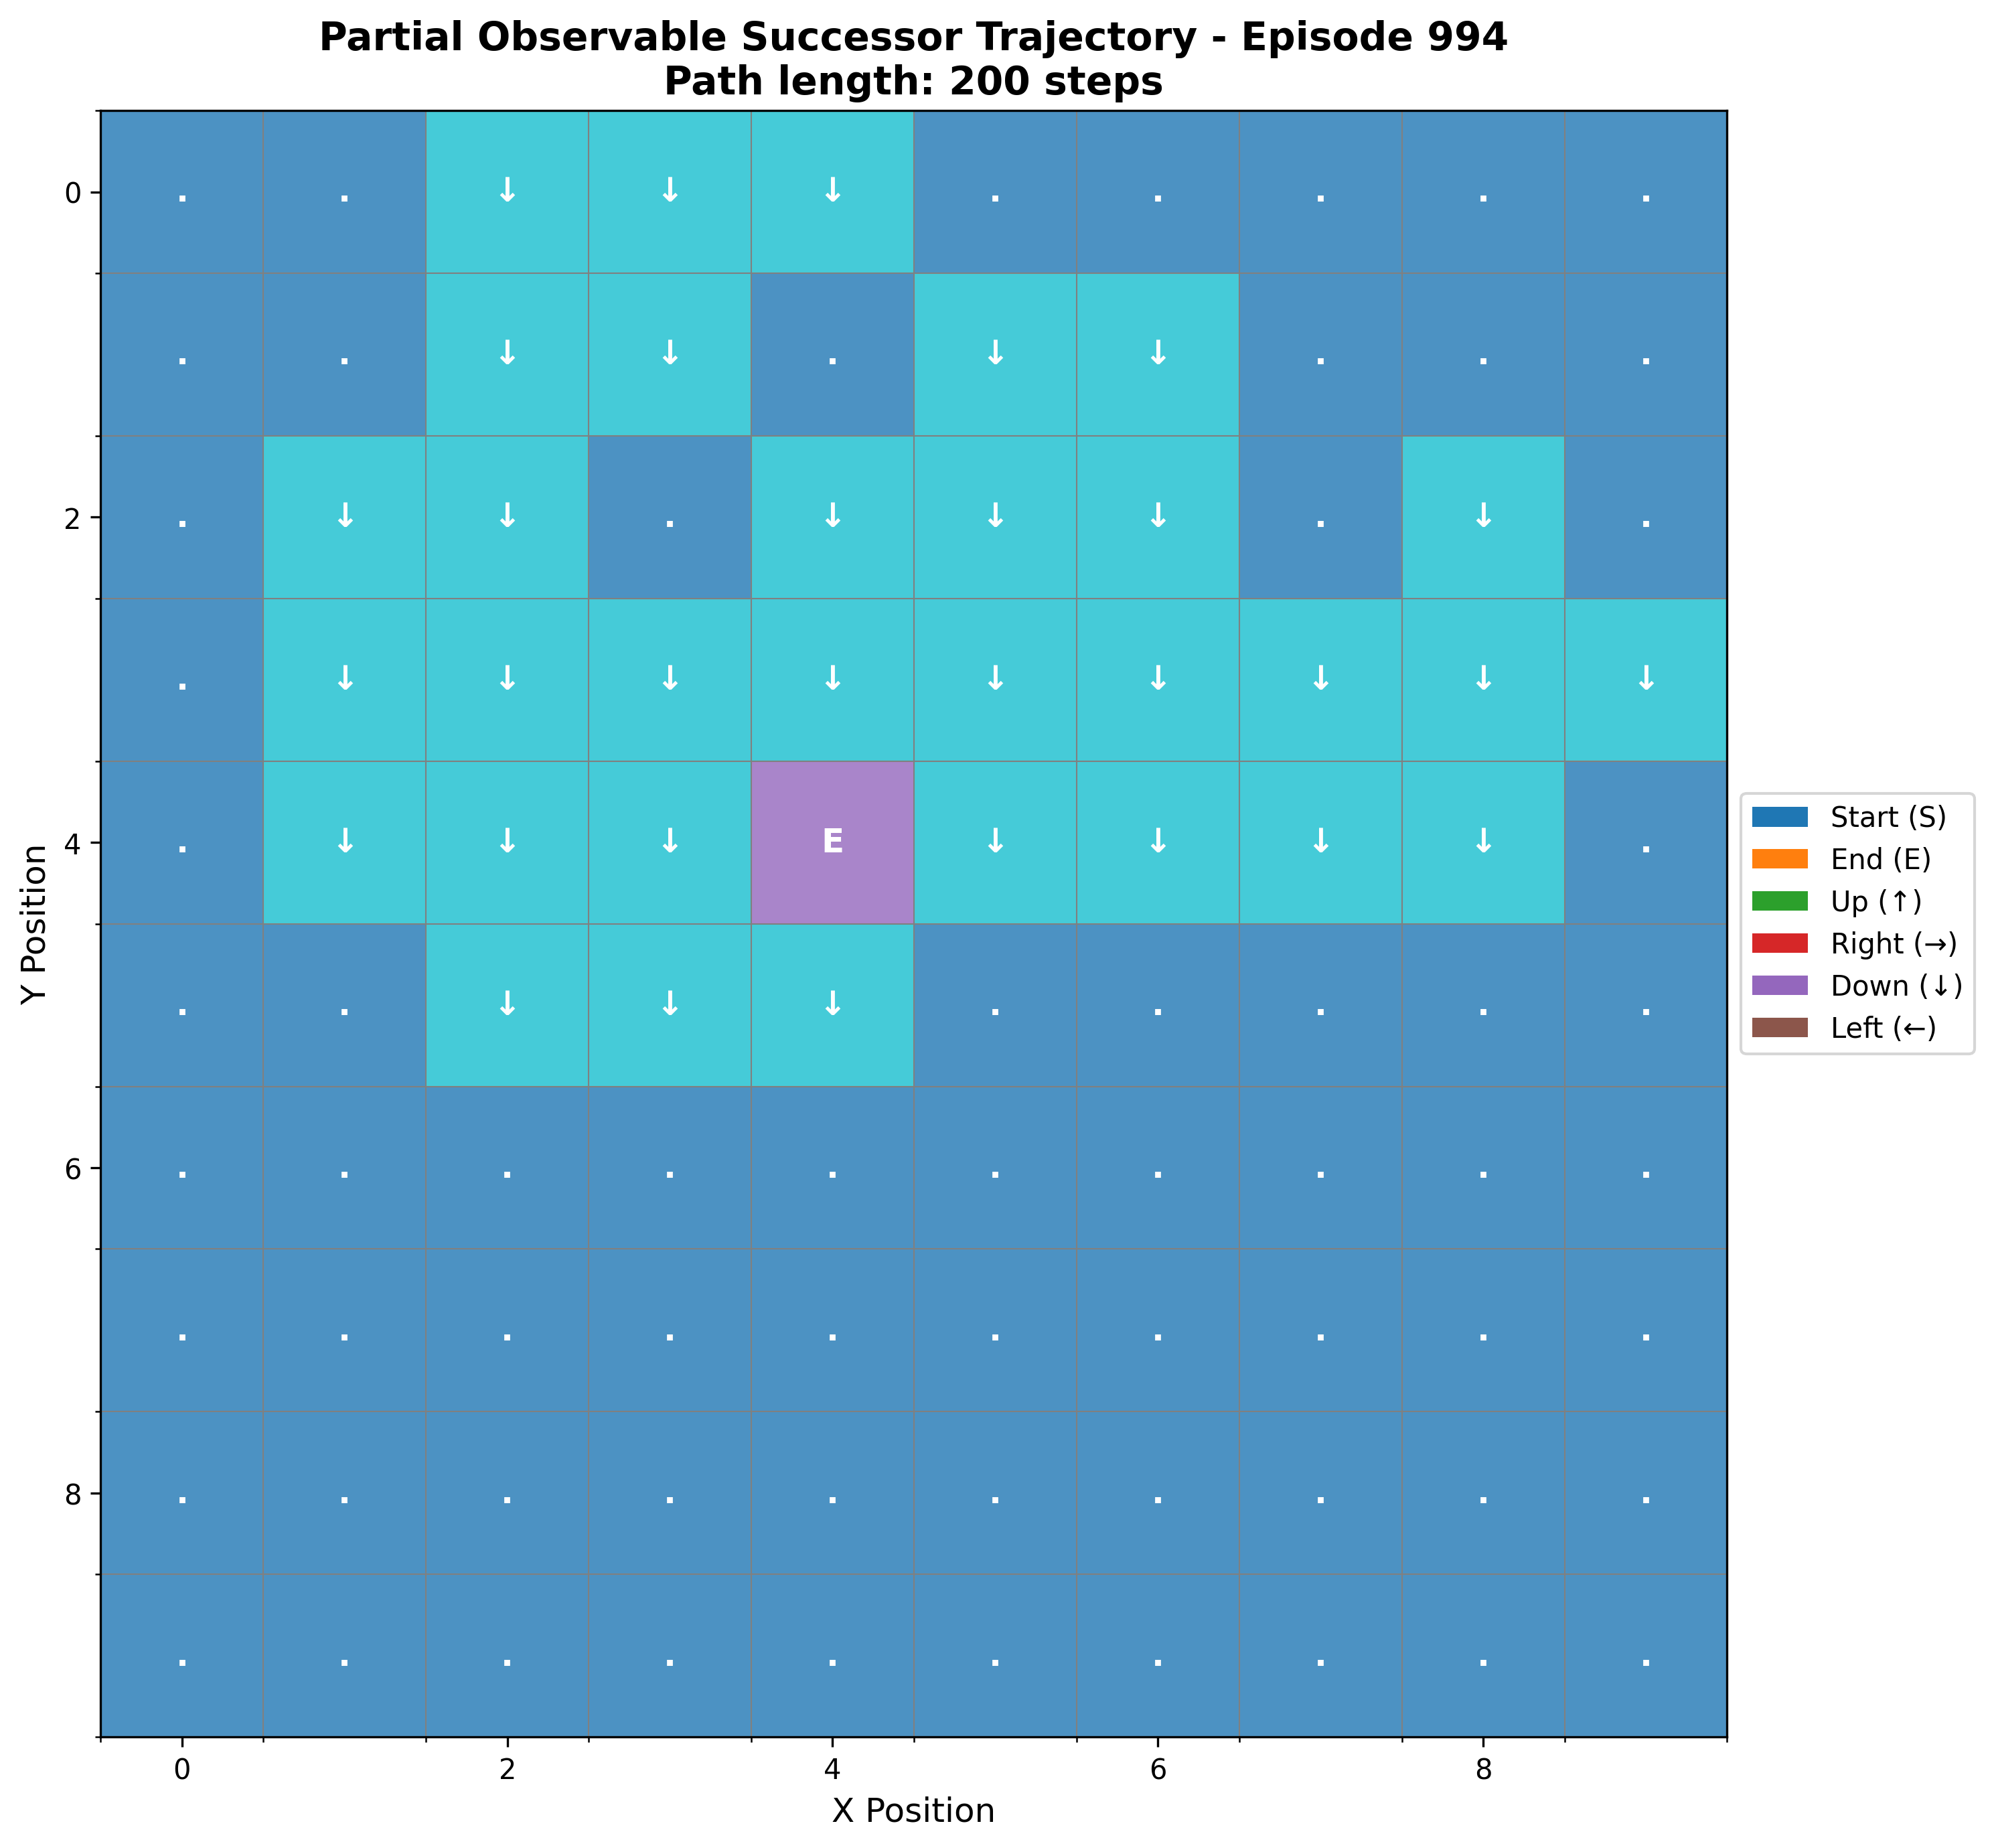 Partial Observable Successor Trajectory - Episode 994
Path length: 200 steps
0 . . ↓ ↓ ↓ . . . . .
. . ↓ ↓ . ↓ ↓ . . .
2 . ↓ ↓ . ↓ ↓ ↓ . ↓ .
. ↓ ↓ ↓ ↓ ↓ ↓ ↓ ↓ ↓
4 . ↓ ↓ ↓ E ↓ ↓ ↓ ↓ .
. . ↓ ↓ ↓ . . . . .
6 . . . . . . . . . .
. . . . . . . . . .
8 . . . . . . . . . .
. . . . . . . . . .
0 2 4 6 8
X Position
Y Position
Start (S)
End (E)
Up (↑)
Right (→)
Down (↓)
Left (←)